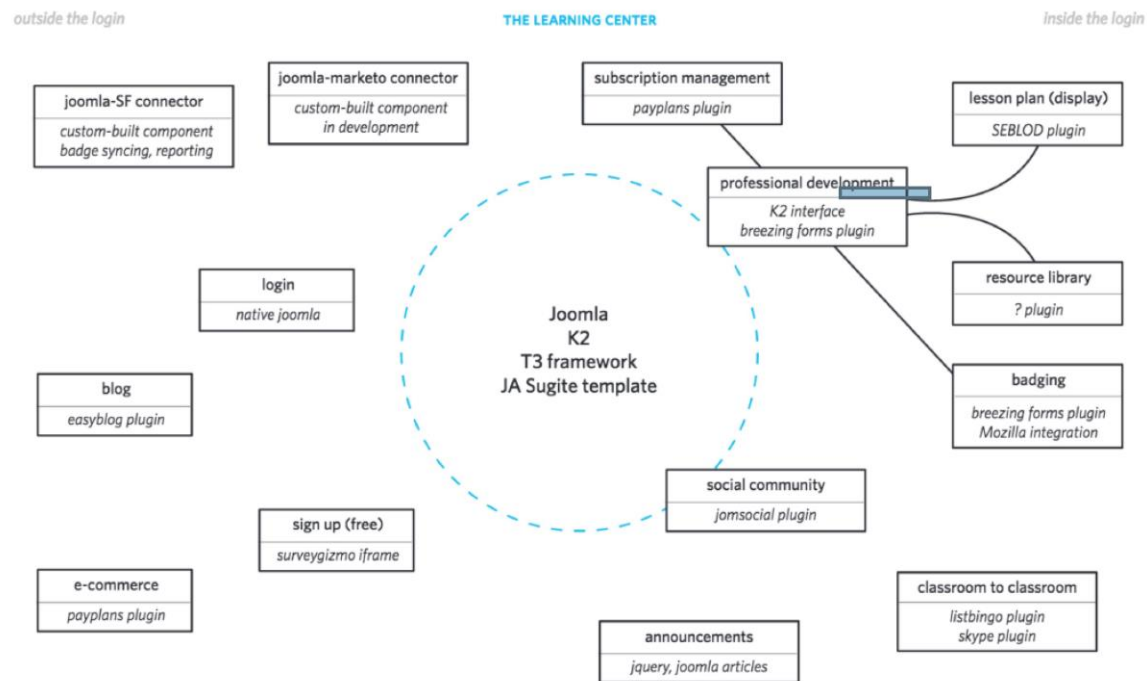 outside the login
THE LEARNING CENTER
inside the login
joomla-SF connector
custom-built component
badge syncing, reporting
joomla-marketo connector
custom-built component
in development
subscription management
payplans plugin
lesson plan (display)
SEBLOD plugin
professional development
K2 interface
breezing forms plugin
login
native joomla
resource library
? plugin
Joomla
K2
T3 framework
JA Sugite template
blog
easyblog plugin
badging
breezing forms plugin
Mozilla integration
social community
jomsocial plugin
sign up (free)
surveygizmo iframe
e-commerce
payplans plugin
classroom to classroom
listbingo plugin
skype plugin
announcements
jquery, joomla articles